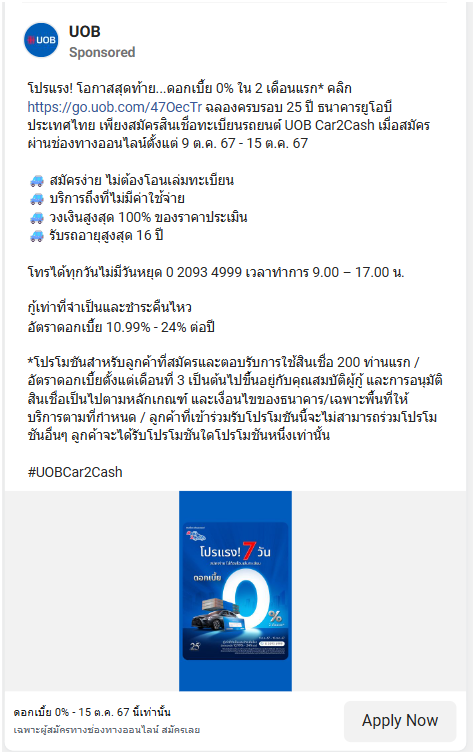 UOB
UOB
Sponsored
โปรแรง! โอกาสสุดท้าย...ดอกเบี้ย 0% ใน 2 เดือนแรก* คลิก
https://go.uob.com/47OecTr ฉลองครบรอบ 25 ปี ธนาคารยูโอบี
ประเทศไทย เพียงสมัครสินเชื่อทะเบียนรถยนต์ UOB Car2Cash เมื่อสมัคร
ผ่านช่องทางออนไลน์ตั้งแต่ 9 ต.ค. 67 - 15 ต.ค. 67
สมัครง่าย ไม่ต้องโอนเล่มทะเบียน
บริการถึงที่ไม่มีค่าใช้จ่าย
วงเงินสูงสุด 100% ของราคาประเมิน
รับรถอายุสูงสุด 16 ปี
โทรได้ทุกวันไม่มีวันหยุด 0 2093 4999 เวลาทำการ 9.00 – 17.00 น.
กู้เท่าที่จำเป็นและชำระคืนไหว
อัตราดอกเบี้ย 10.99% - 24% ต่อปี
*โปรโมชันสำหรับลูกค้าที่สมัครและตอบรับการใช้สินเชื่อ 200 ท่านแรก /
อัตราดอกเบี้ยตั้งแต่เดือนที่ 3 เป็นต้นไปขึ้นอยู่กับคุณสมบัติผู้กู้ และการอนุมัติ
สินเชื่อเป็นไปตามหลักเกณฑ์ และเงื่อนไขของธนาคาร/เฉพาะพื้นที่ให้
บริการตามที่กำหนด / ลูกค้าที่เข้าร่วมรับโปรโมชันนี้จะไม่สามารถร่วมโปรโม
ชันอื่นๆ ลูกค้าจะได้รับโปรโมชันใดโปรโมชันหนึ่งเท่านั้น
#UOBCar2Cash
โปรแรง! 7 วัน
ดอกเบี้ย
0%
25
ดอกเบี้ย 0% - 15 ต.ค. 67 นี้เท่านั้น
เฉพาะผู้สมัครทางช่องทางออนไลน์ สมัครเลย
Apply Now